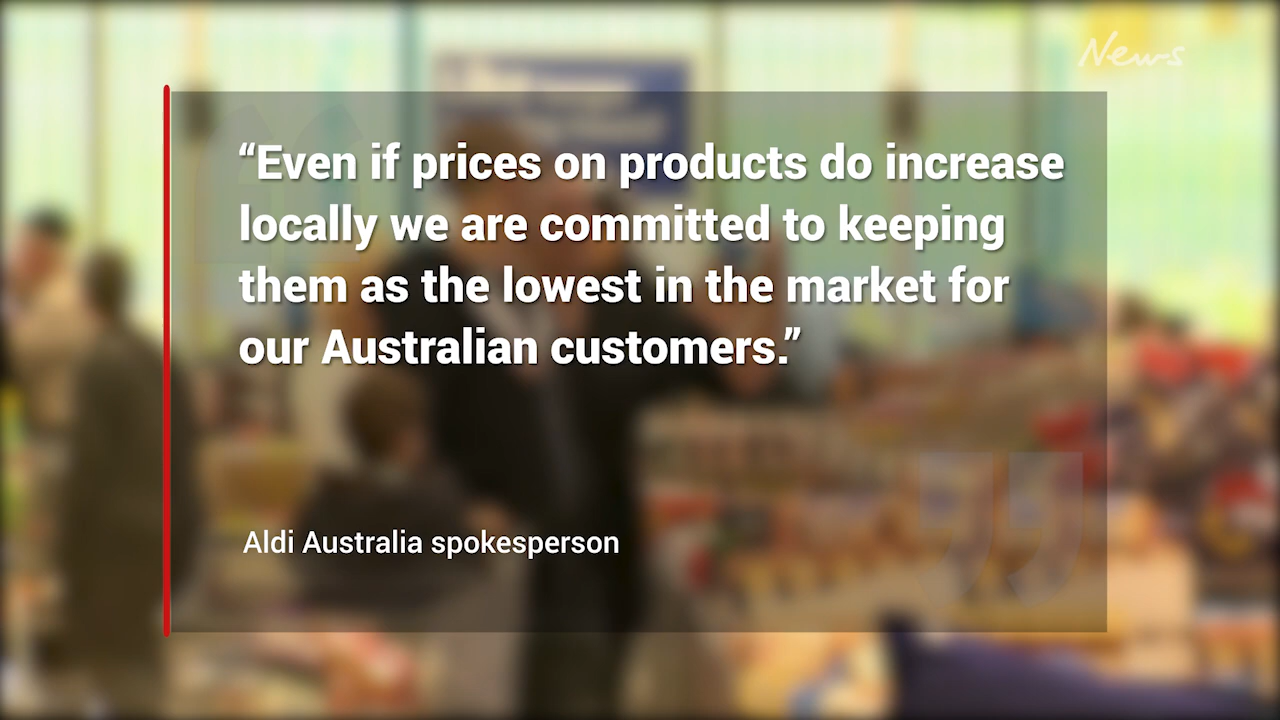 News
“Even if prices on products do increase
locally we are committed to keeping
them as the lowest in the market for
our Australian customers.”
Aldi Australia spokesperson